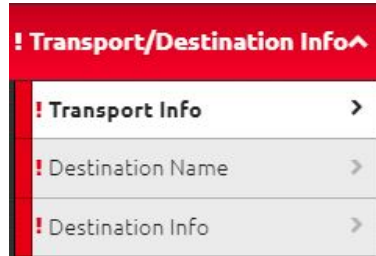 ! Transport/Destination Info
! Transport Info
! Destination Name
! Destination Info